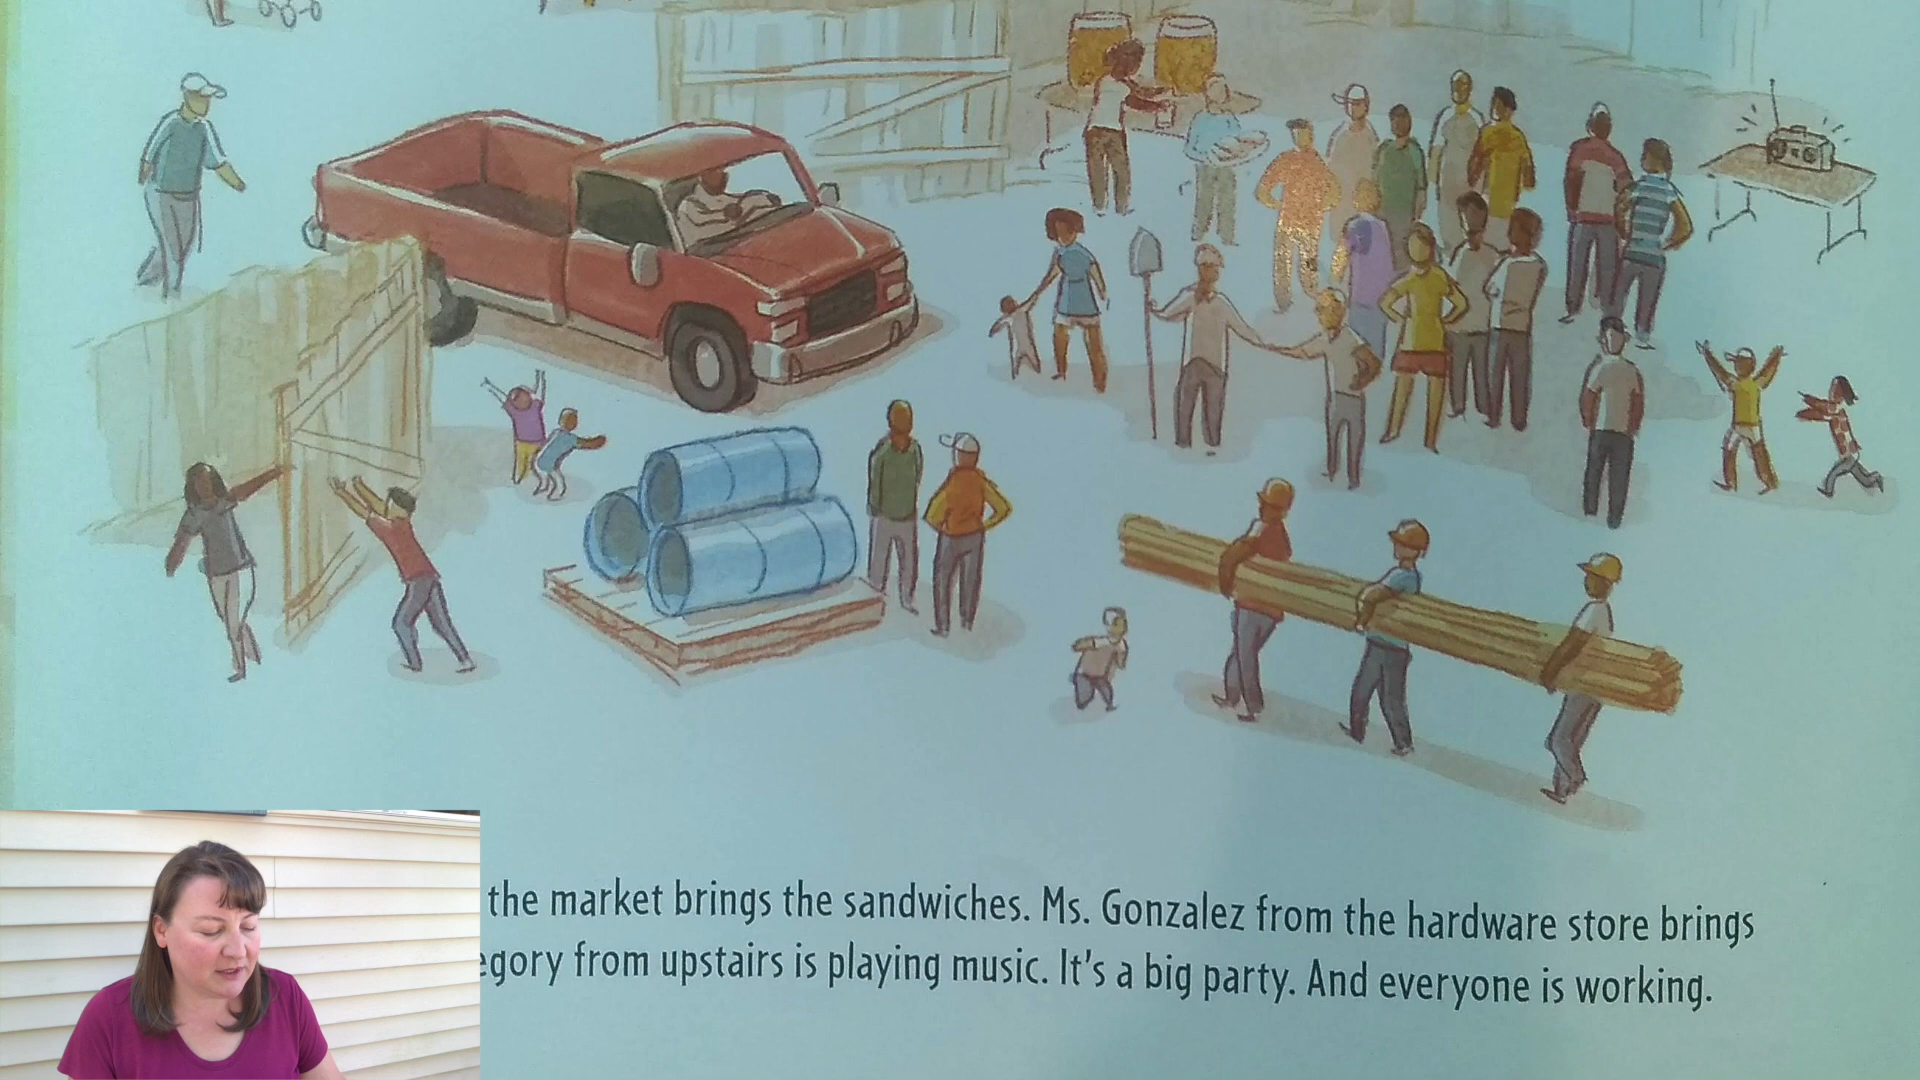 the market brings the sandwiches. Ms. Gonzalez from the hardware store brings
from upstairs is playing music. It's a big party. And everyone is working.